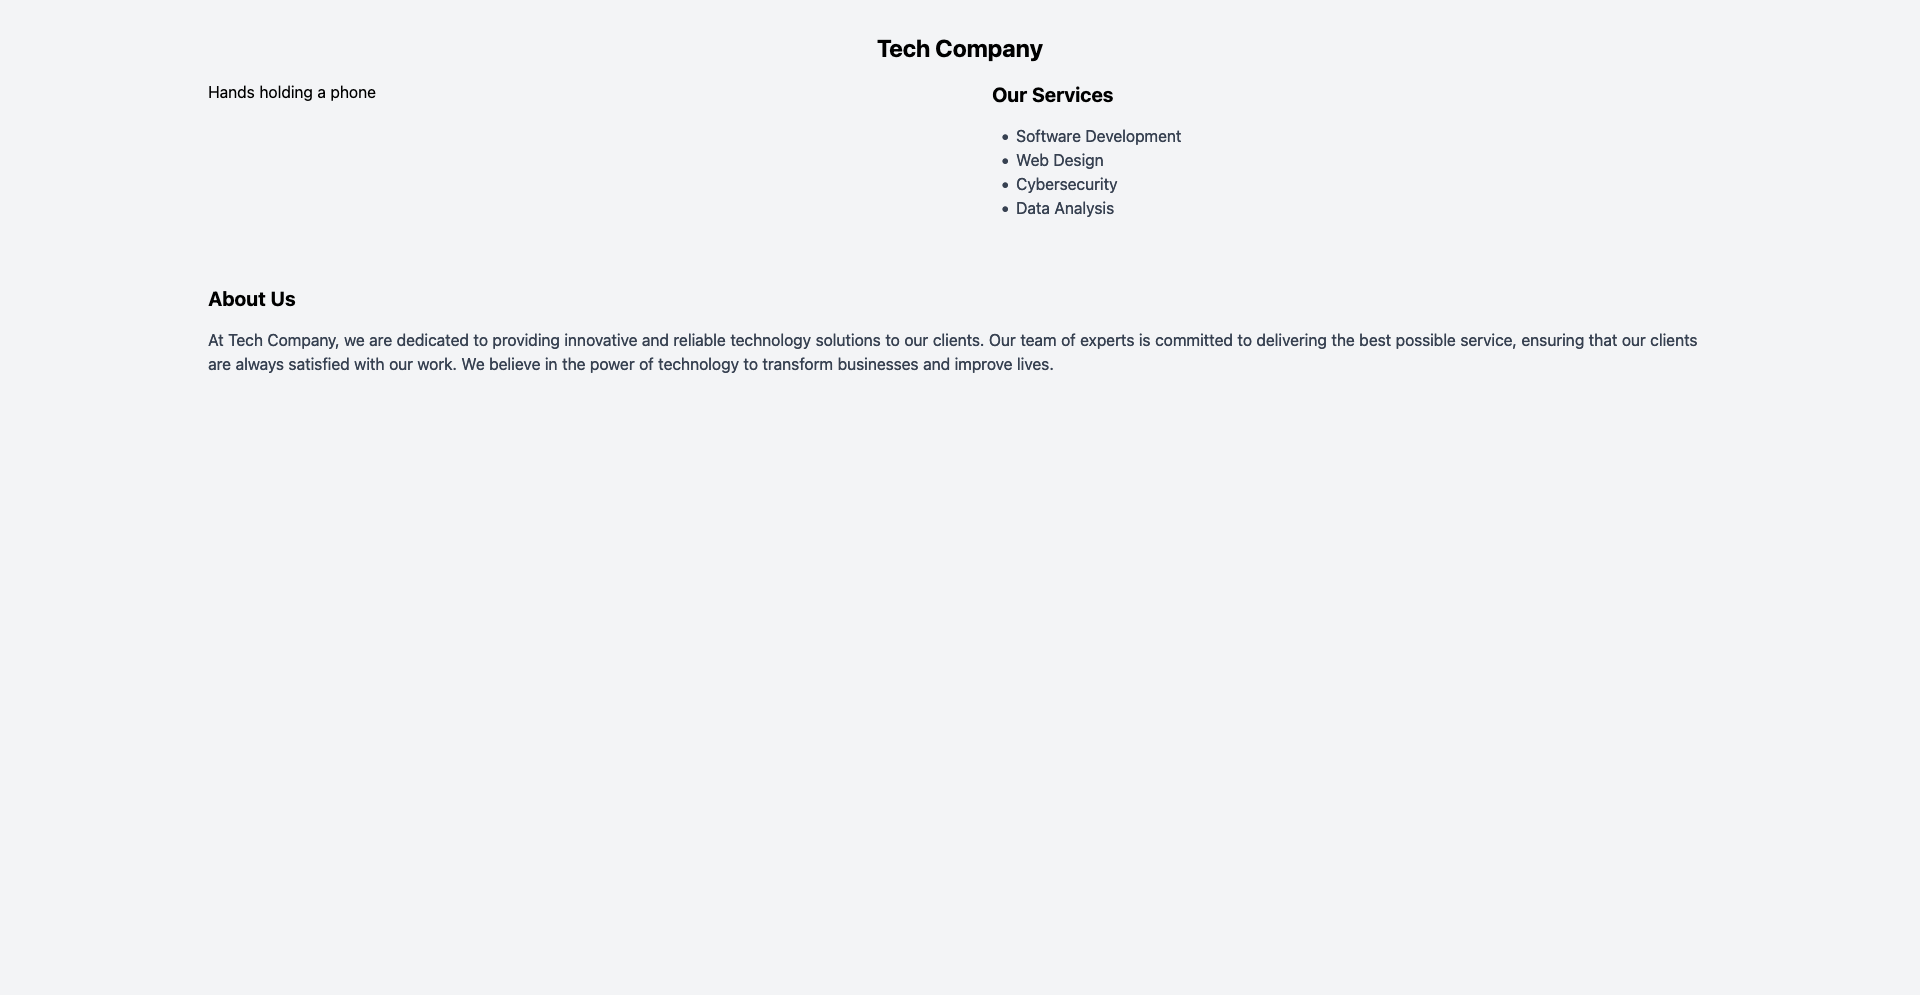 Tech Company
Hands holding a phone
Our Services
• Software Development
• Web Design
• Cybersecurity
• Data Analysis
About Us
At Tech Company, we are dedicated to providing innovative and reliable technology solutions to our clients. Our team of experts is committed to delivering the best possible service, ensuring that our clients
are always satisfied with our work. We believe in the power of technology to transform businesses and improve lives.